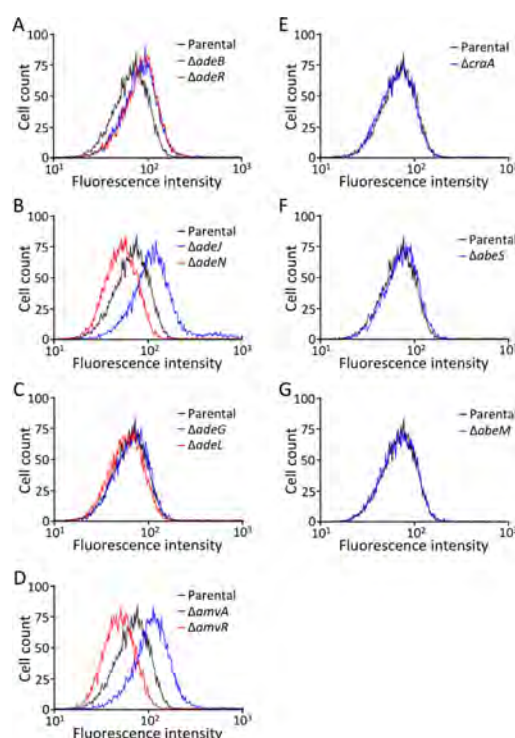 A
100
75
50
25
0
Cell count
10¹
10²
10³
Fluorescence intensity
Parental
ΔadeB
ΔadeR
B
100
75
50
25
0
Cell count
10¹
10²
10³
Fluorescence intensity
Parental
ΔadeJ
ΔadeN
C
100
75
50
25
0
Cell count
10¹
10²
10³
Fluorescence intensity
Parental
ΔadeG
ΔadeL
D
100
75
50
25
0
Cell count
10¹
10²
10³
Fluorescence intensity
Parental
ΔamvA
ΔamvR
E
100
75
50
25
0
Cell count
10¹
10²
10³
Fluorescence intensity
Parental
ΔcraA
F
100
75
50
25
0
Cell count
10¹
10²
10³
Fluorescence intensity
Parental
ΔabeS
G
100
75
50
25
0
Cell count
10¹
10²
10³
Fluorescence intensity
Parental
ΔabeM